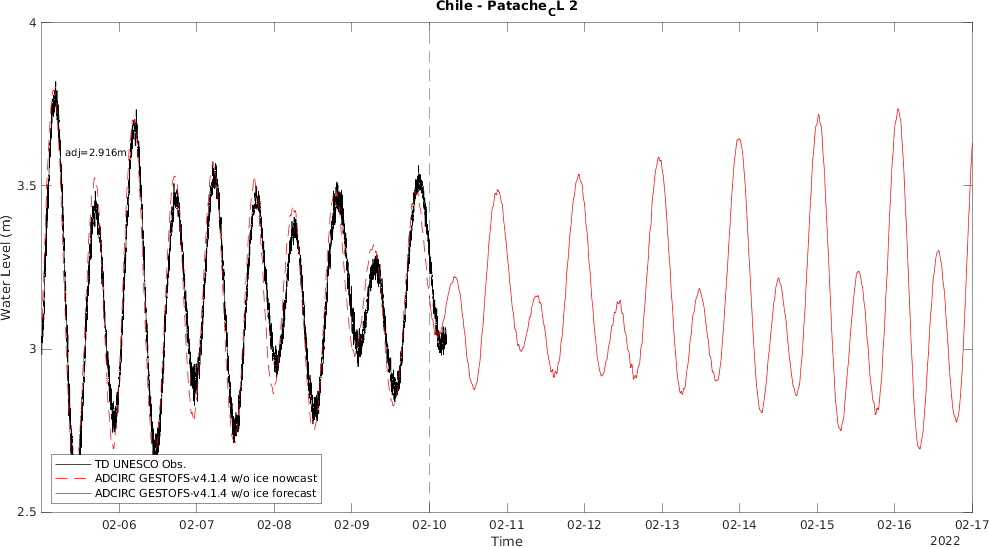 Chile - Patache_CL 2
4
adj=2.916m
3.5
Water Level (m)
3
TD UNESCO Obs.
ADCIRC GESTOFS-v4.1.4 w/o ice nowcast
ADCIRC GESTOFS-v4.1.4 w/o ice forecast
2.5
02-06 02-07 02-08 02-09 02-10 02-11 02-12 02-13 02-14 02-15 02-16 02-17
Time
2022